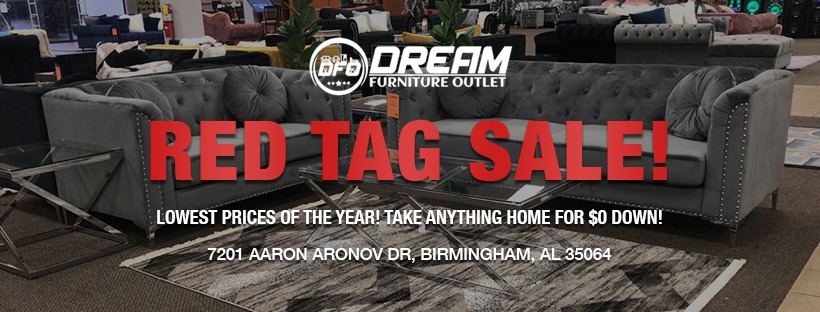 DFO
DREAM
FURNITURE OUTLET
RED TAG SALE!
LOWEST PRICES OF THE YEAR! TAKE ANYTHING HOME FOR $0 DOWN!
7201 AARON ARONOV DR, BIRMINGHAM, AL 35064